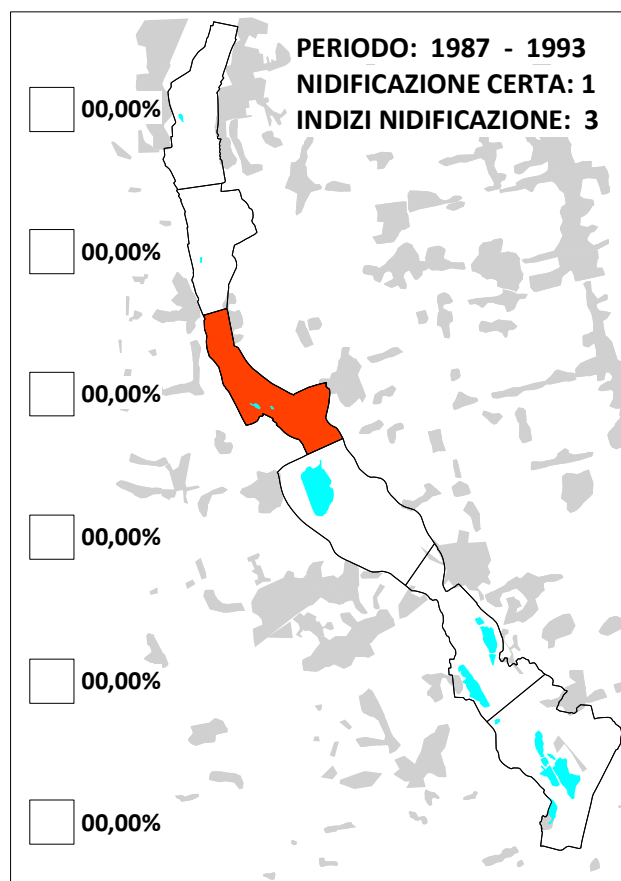 PERIODO: 1987 - 1993
NIDIFICAZIONE CERTA: 1
INDIZI NIDIFICAZIONE: 3
00,00%
00,00%
00,00%
00,00%
00,00%
00,00%